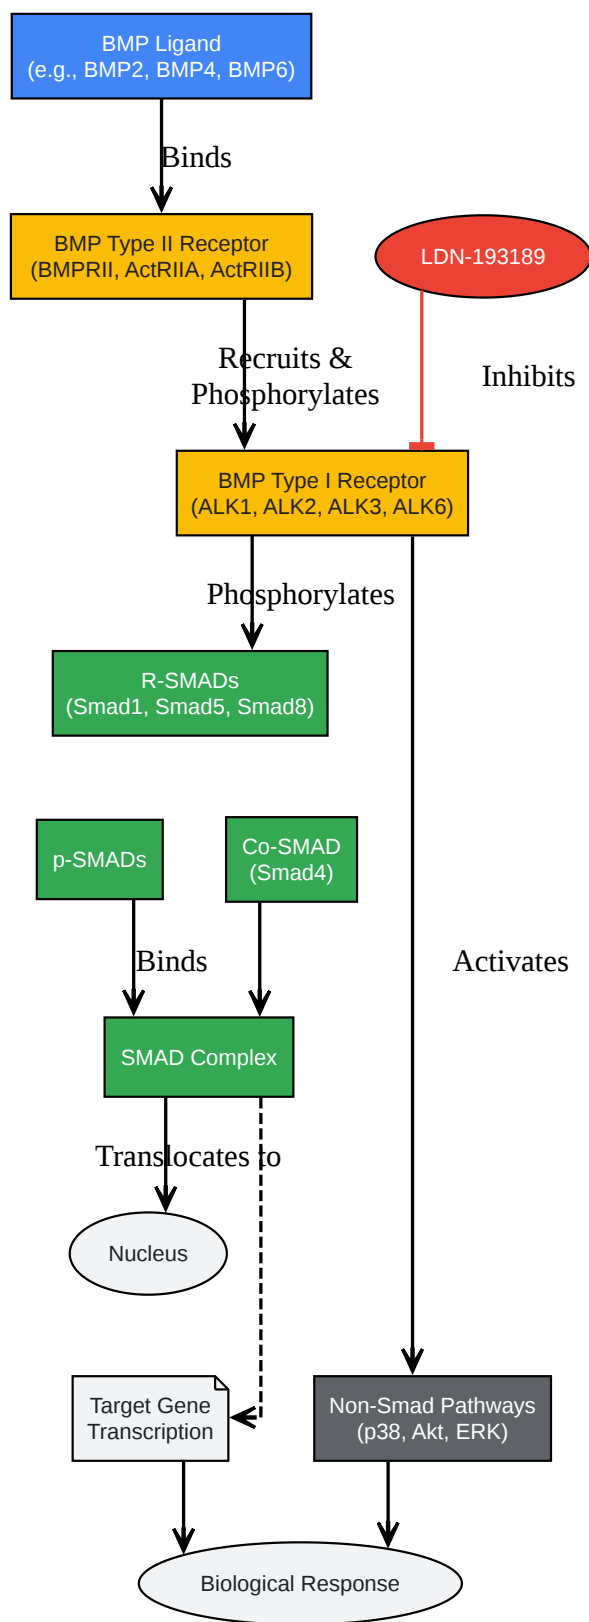 BMP Ligand
(e.g., BMP2, BMP4, BMP6)
Binds
BMP Type II Receptor
(BMPRII, ActRIIA, ActRIIB)
LDN-193189
Recruits &
Phosphorylates
Inhibits
BMP Type I Receptor
(ALK1, ALK2, ALK3, ALK6)
Phosphorylates
R-SMADs
(Smad1, Smad5, Smad8)
p-SMADs
Co-SMAD
(Smad4)
Binds
Activates
SMAD Complex
Translocates to
Nucleus
Target Gene
Transcription
Non-Smad Pathways
(p38, Akt, ERK)
Biological Response